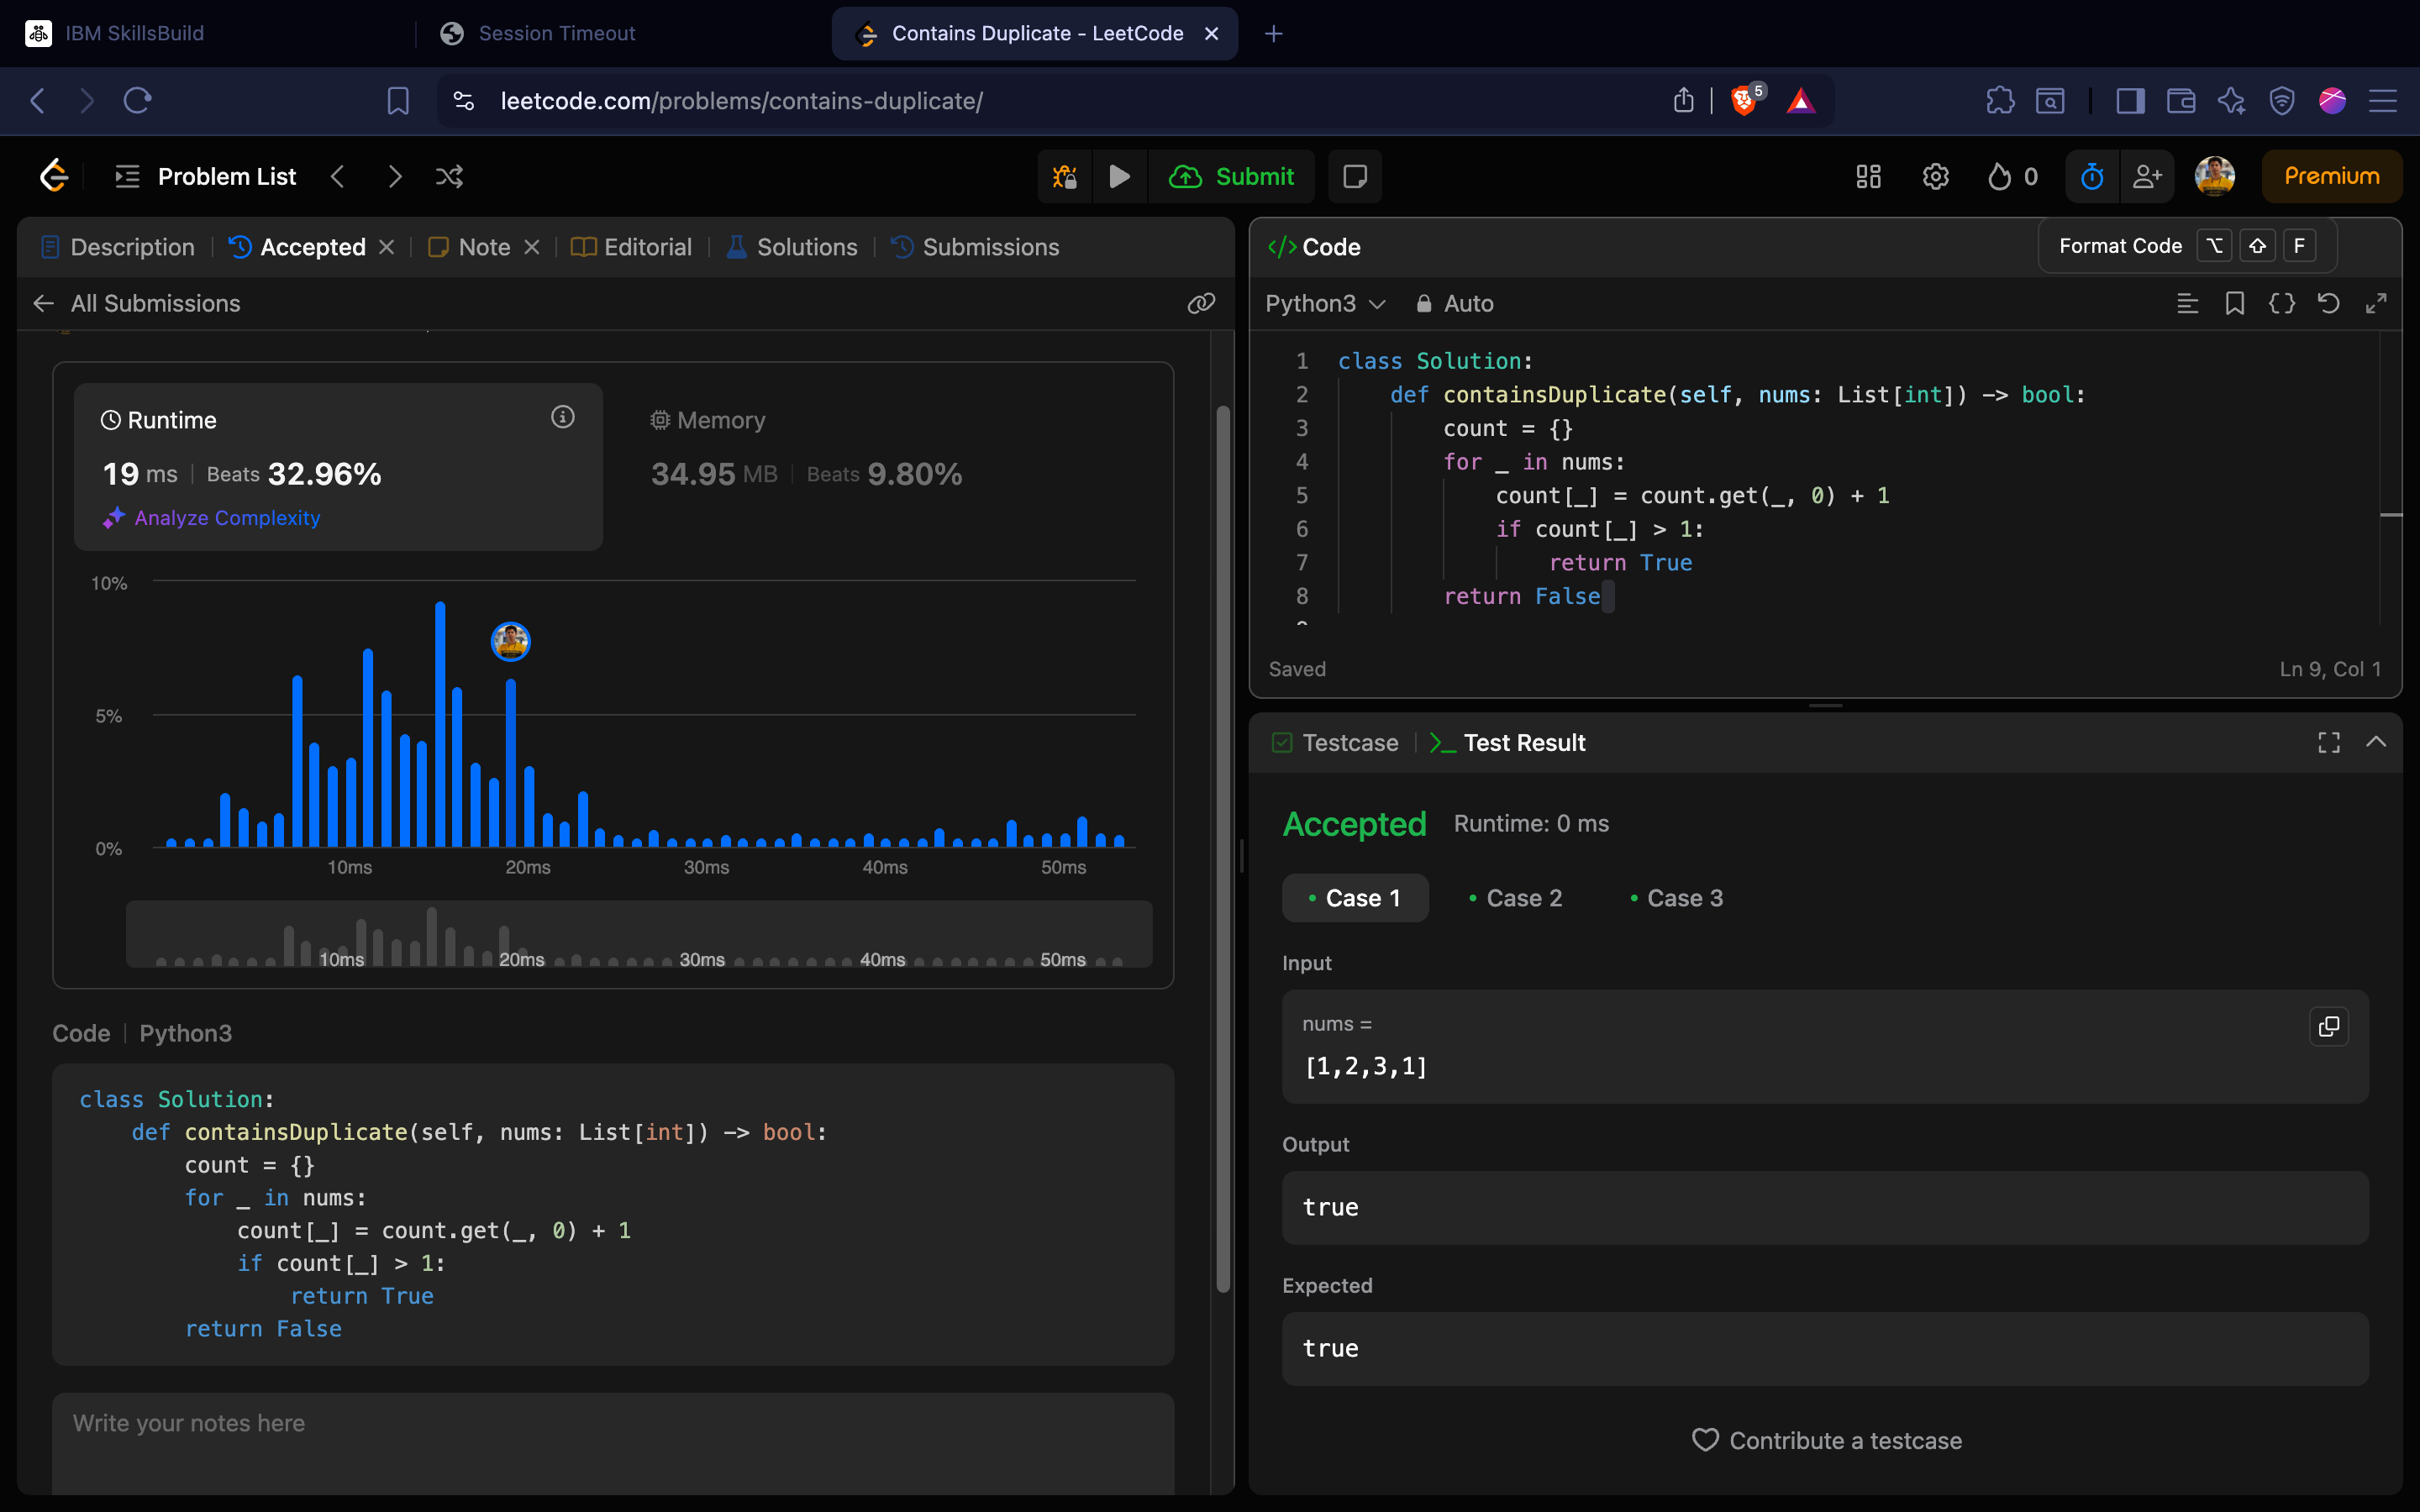 IBM SkillsBuild
Session Timeout
Contains Duplicate - LeetCode
leetcode.com/problems/contains-duplicate/
5
Problem List
Submit
0
Premium
Description
Accepted
Note
Editorial
Solutions
Submissions
All Submissions
Runtime
19 ms | Beats 32.96%
Analyze Complexity
Memory
34.95 MB | Beats 9.80%
10%
5%
0%
10ms 20ms 30ms 40ms 50ms
10ms 20ms 30ms 40ms 50ms
Code | Python3
class Solution:
    def containsDuplicate(self, nums: List[int]) -> bool:
        count = {}
        for _ in nums:
            count[_] = count.get(_, 0) + 1
            if count[_] > 1:
                return True
        return False
Write your notes here
</> Code
Format Code ⌥ ⇧ F
Python3
Auto
1 class Solution:
2     def containsDuplicate(self, nums: List[int]) -> bool:
3         count = {}
4         for _ in nums:
5             count[_] = count.get(_, 0) + 1
6             if count[_] > 1:
7                 return True
8         return False
Saved
Ln 9, Col 1
Testcase
Test Result
Accepted Runtime: 0 ms
Case 1
Case 2
Case 3
Input
nums =
[1,2,3,1]
Output
true
Expected
true
Contribute a testcase